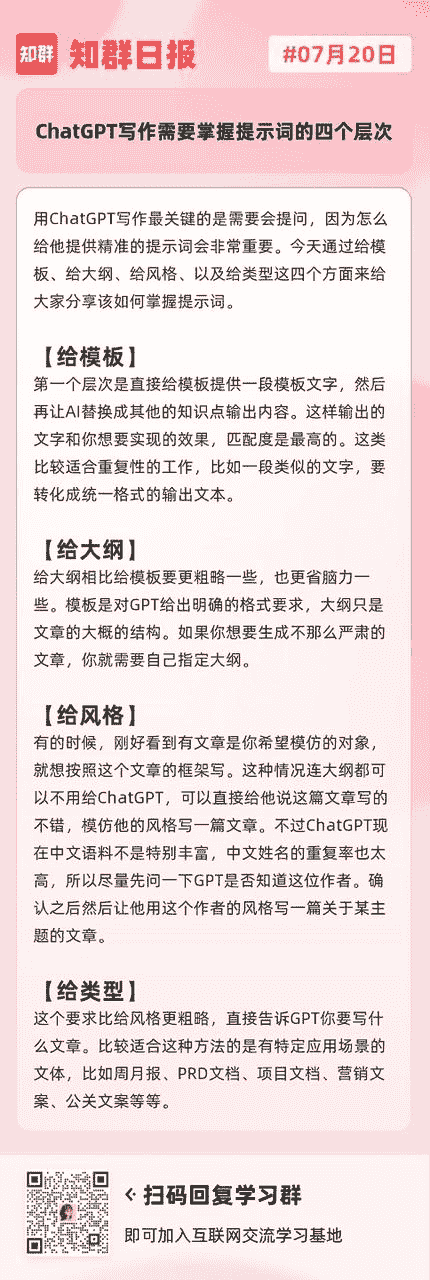 知群
知群日报
#07月20日
ChatGPT写作需要掌握提示词的四个层次
用ChatGPT写作最关键的是需要会提问，因为怎么
给他提供精准的提示词会非常重要。今天通过给模
板、给大纲、给风格、以及给类型这四个方面来给
大家分享该如何掌握提示词。
【给模板】
第一个层次是直接给模板提供一段模板文字，然后
再让AI替换成其他的知识点输出内容。这样输出的
文字和你想要实现的效果，匹配度是最高的。这类
比较适合重复性的工作，比如一段类似的文字，要
转化成统一格式的输出文本。
【给大纲】
给大纲相比给模板要更粗略一些，也更省脑力一
些。模板是对GPT给出明确的格式要求，大纲只是
文章的大概的结构。如果你想要生成不那么严肃的
文章，你就需要自己指定大纲。
【给风格】
有的时候，刚好看到有文章是你希望模仿的对象，
就想按照这个文章的框架写。这种情况连大纲都可
以不用给ChatGPT，可以直接给他说这篇文章写的
不错，模仿他的风格写一篇文章。不过ChatGPT现
在中文语料不是特别丰富，中文姓名的重复率也太
高，所以尽量先问一下GPT是否知道这位作者。确
认之后然后让他用这个作者的风格写一篇关于某主
题的文章。
【给类型】
这个要求比给风格更粗略，直接告诉GPT你要写什
么文章。比较适合这种方法的是有特定应用场景的
文体，比如周月报、PRD文档、项目文档、营销文
案、公关文案等等。
扫码回复学习群
即可加入互联网交流学习基地